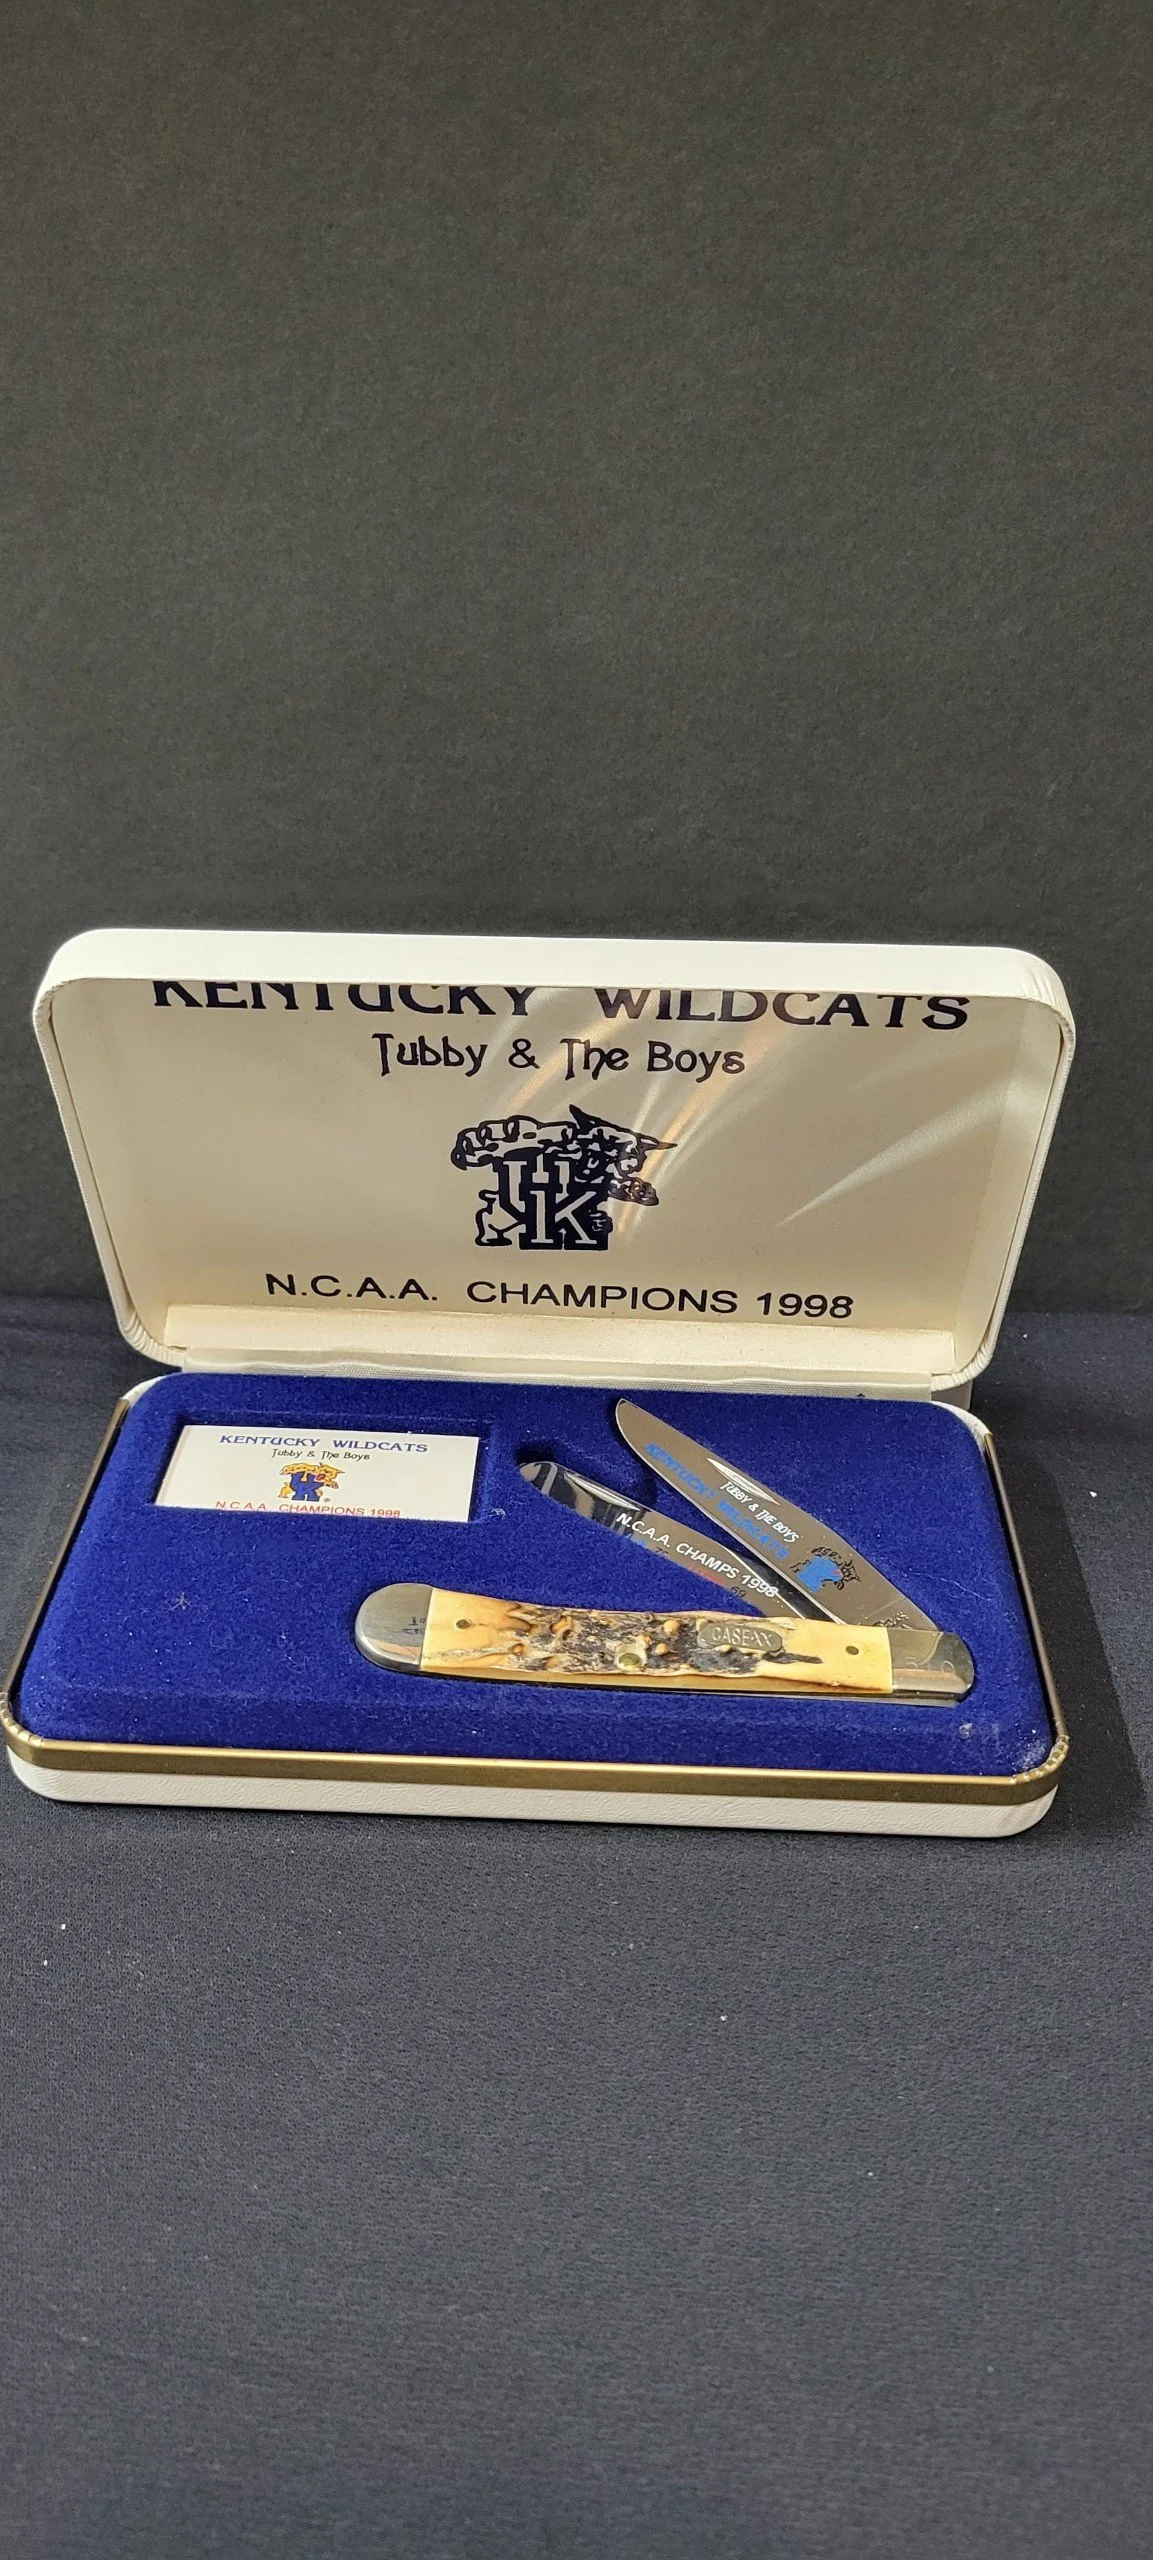 KENTUCKY WILDCATS
Tubby & The Boys
UK
N.C.A.A. CHAMPIONS 1998
KENTUCKY WILDCATS
Tubby & The Boys
N.C.A.A. CHAMPIONS 1998
KENTUCKY WILDCATS
TUBBY & THE BOYS
N.C.A.A. CHAMPS 1998
CASE XX